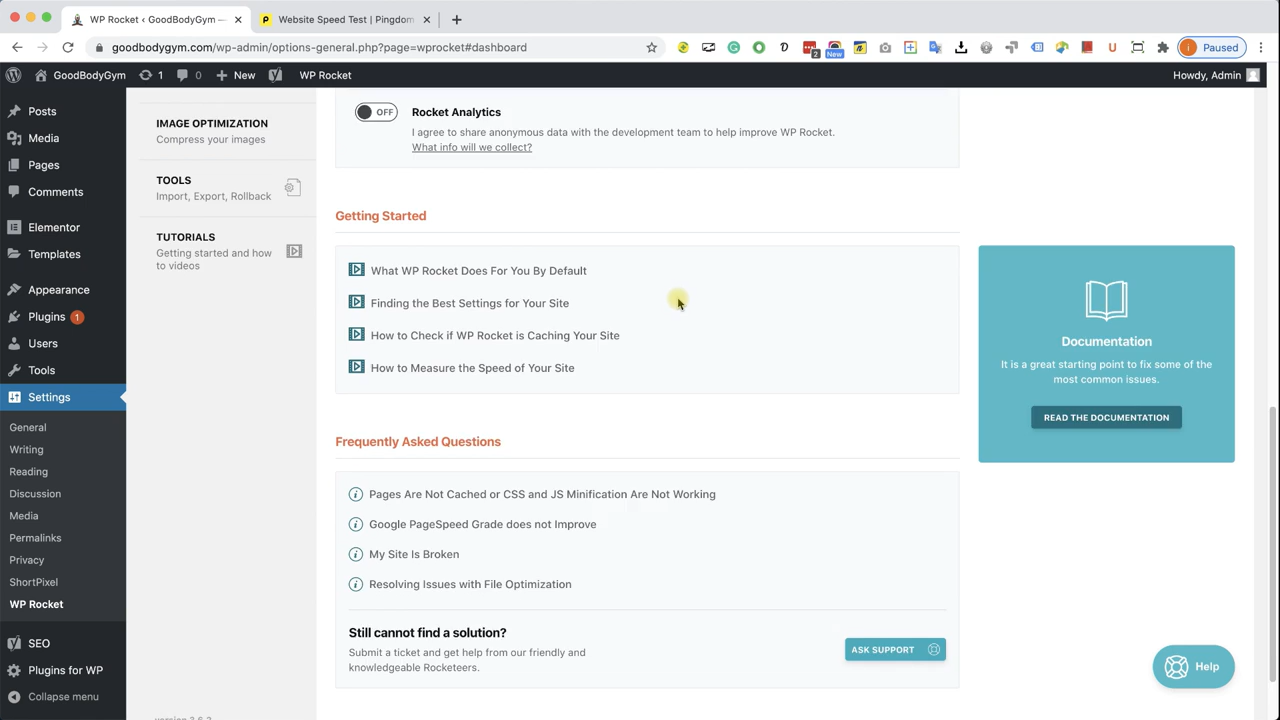 WP Rocket ‹ GoodBodyGym —
Website Speed Test | Pingdom
goodbodygym.com/wp-admin/options-general.php?page=wprocket#dashboard
2
New
i
Paused
GoodBodyGym
1
0
New
WP Rocket
Howdy, Admin
Posts
Media
Pages
Comments
Elementor
Templates
Appearance
Plugins 1
Users
Tools
Settings
General
Writing
Reading
Discussion
Media
Permalinks
Privacy
ShortPixel
WP Rocket
SEO
Plugins for WP
Collapse menu
IMAGE OPTIMIZATION
Compress your images
TOOLS
Import, Export, Rollback
TUTORIALS
Getting started and how
to videos
OFF
Rocket Analytics
I agree to share anonymous data with the development team to help improve WP Rocket.
What info will we collect?
Getting Started
What WP Rocket Does For You By Default
Finding the Best Settings for Your Site
How to Check if WP Rocket is Caching Your Site
How to Measure the Speed of Your Site
Documentation
It is a great starting point to fix some of the
most common issues.
READ THE DOCUMENTATION
Frequently Asked Questions
Pages Are Not Cached or CSS and JS Minification Are Not Working
Google PageSpeed Grade does not Improve
My Site Is Broken
Resolving Issues with File Optimization
Still cannot find a solution?
Submit a ticket and get help from our friendly and
knowledgeable Rocketeers.
ASK SUPPORT
Help